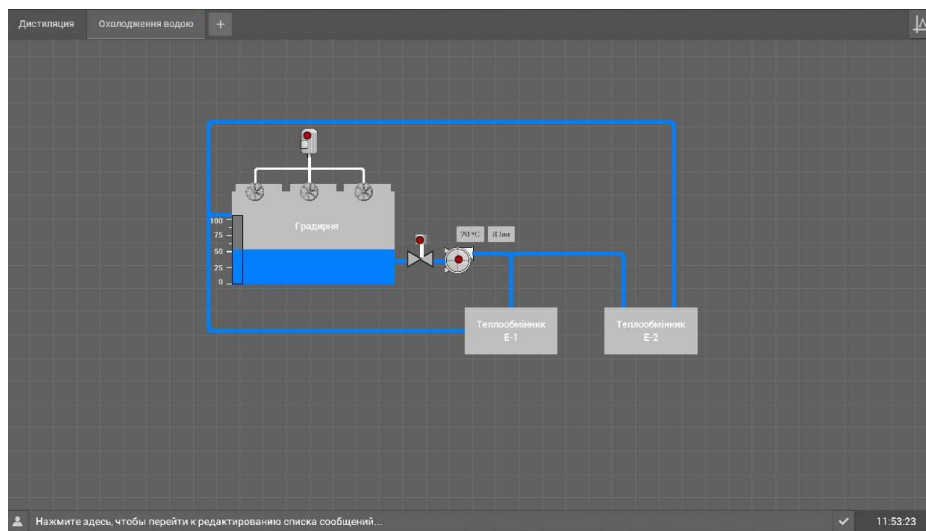 Дистиляция
Охолодження водою
+
Градирня
100
75
50
25
0
20 °C
Теплообмінник
E-1
Теплообмінник
E-2
Нажмите здесь, чтобы перейти к редактированию списка сообщений...
11:53:23